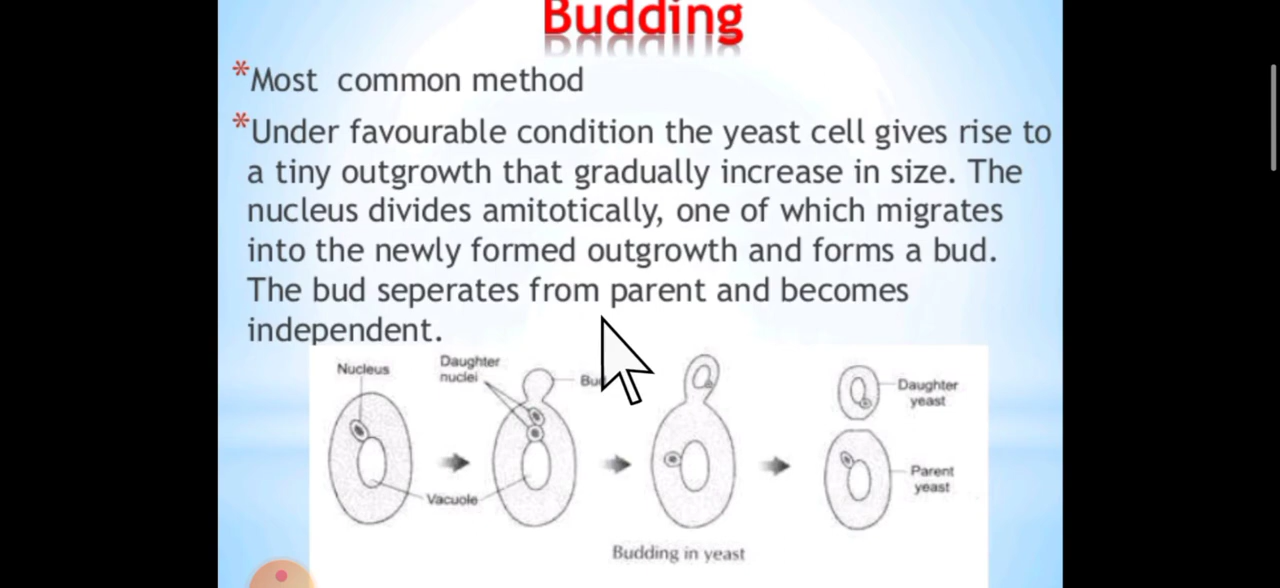 Budding
*Most common method
*Under favourable condition the yeast cell gives rise to
a tiny outgrowth that gradually increase in size. The
nucleus divides amitotically, one of which migrates
into the newly formed outgrowth and forms a bud.
The bud seperates from parent and becomes
independent.
Nucleus
Daughter
nuclei
Daughter
yeast
Vacuole
Parent
yeast
Budding in yeast